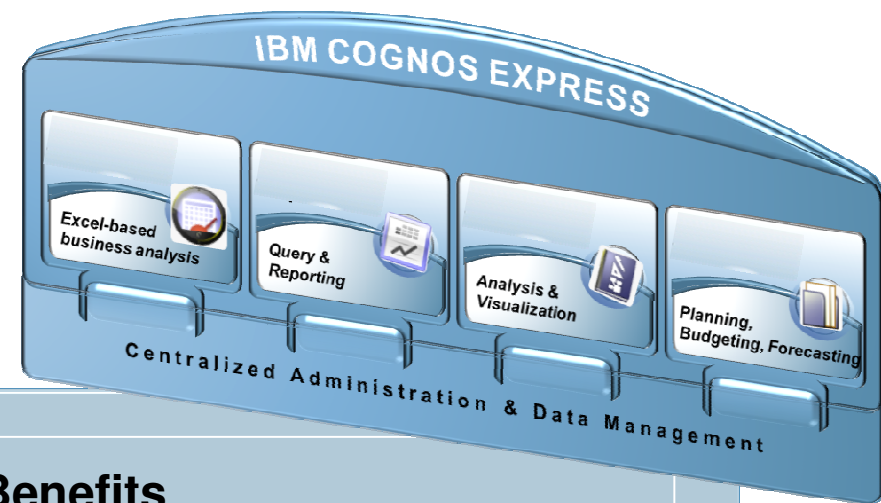 IBM COGNOS EXPRESS
Excel-based
business analysis
Query &
Reporting
Analysis &
Visualization
Planning,
Budgeting, Forecasting
Centralized Administration & Data Management
Benefits